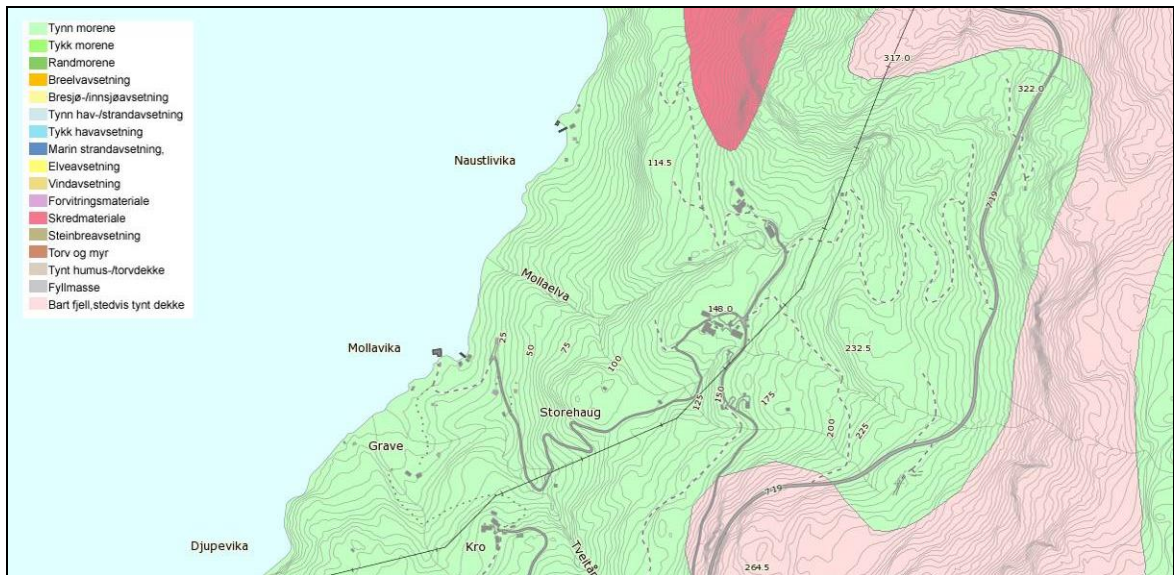 Tynn morene
Tykk morene
Randmorene
Breelvavsetning
Bresjø-/innsjøavsetning
Tynn hav-/strandavsetning
Tykk havavsetning
Marin strandavsetning,
Elveavsetning
Vindavsetning
Forvitringsmateriale
Skredmateriale
Steinbreavsetning
Torv og myr
Tynt humus-/torvdekke
Fyllmasse
Bart fjell,stedvis tynt dekke
317.0
322.0
Naustlivika
114.5
719
Mollaelva
148.0
25
50
75
100
Mollavika
232.5
125
150
175
200
225
Storehaug
Grave
719
Djupevika
Kro
Tveitå
264.5